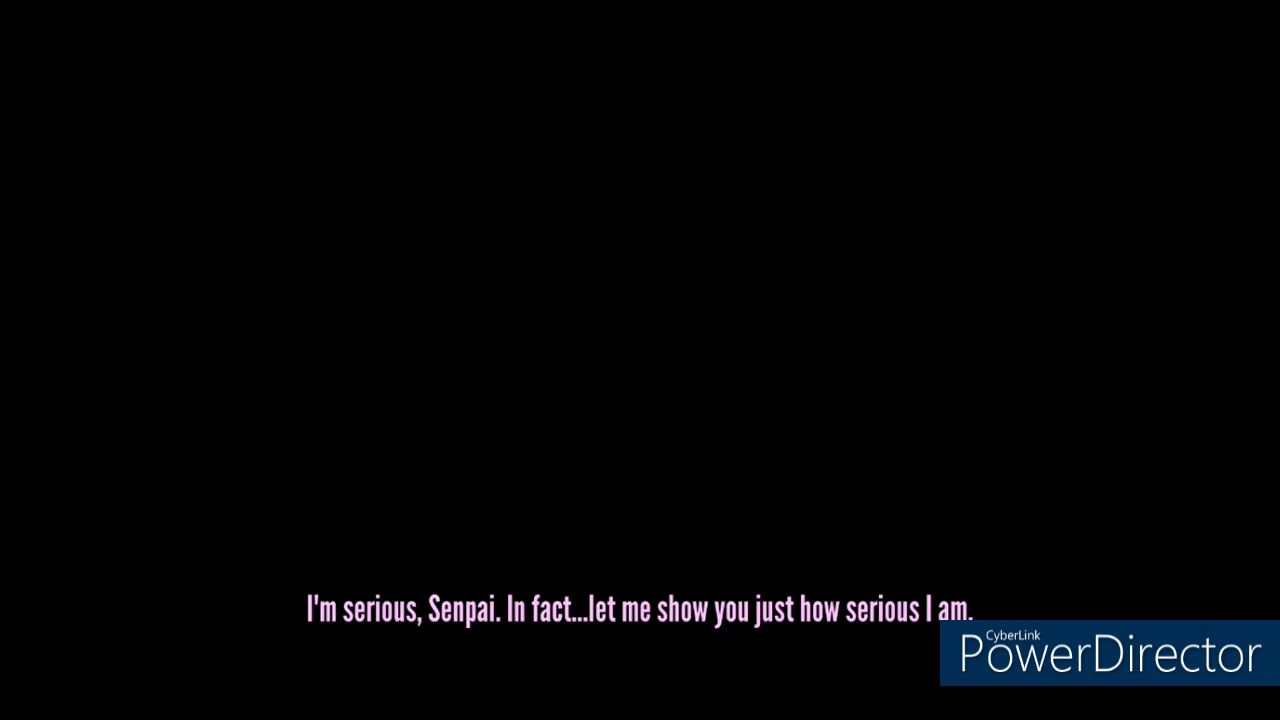 I'm serious, Senpai. In fact...let me show you just how serious I am.
CyberLink
PowerDirector